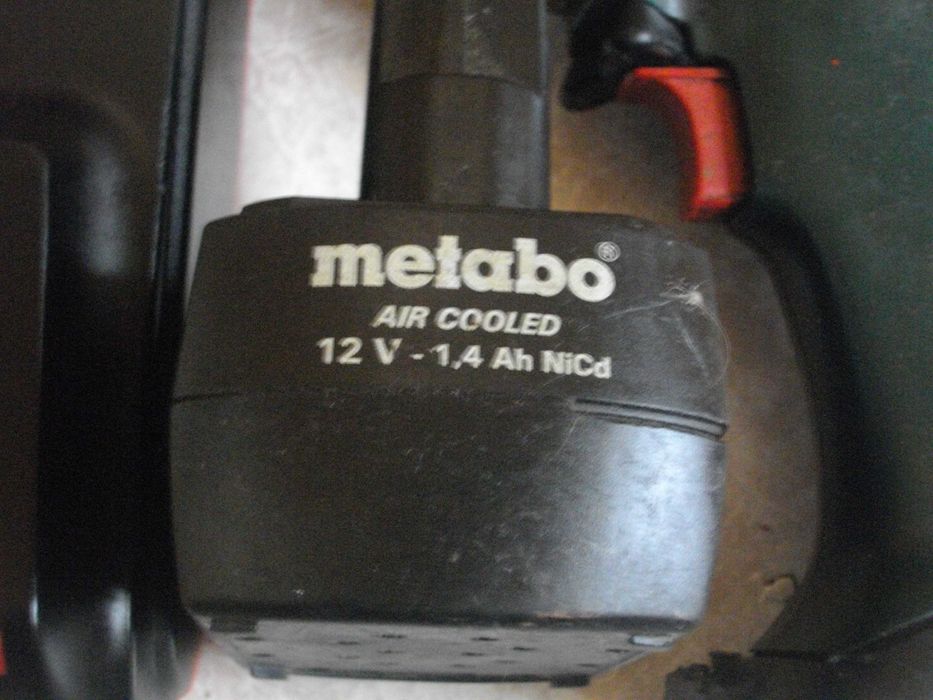 metabo®
AIR COOLED
12 V - 1,4 Ah NiCd